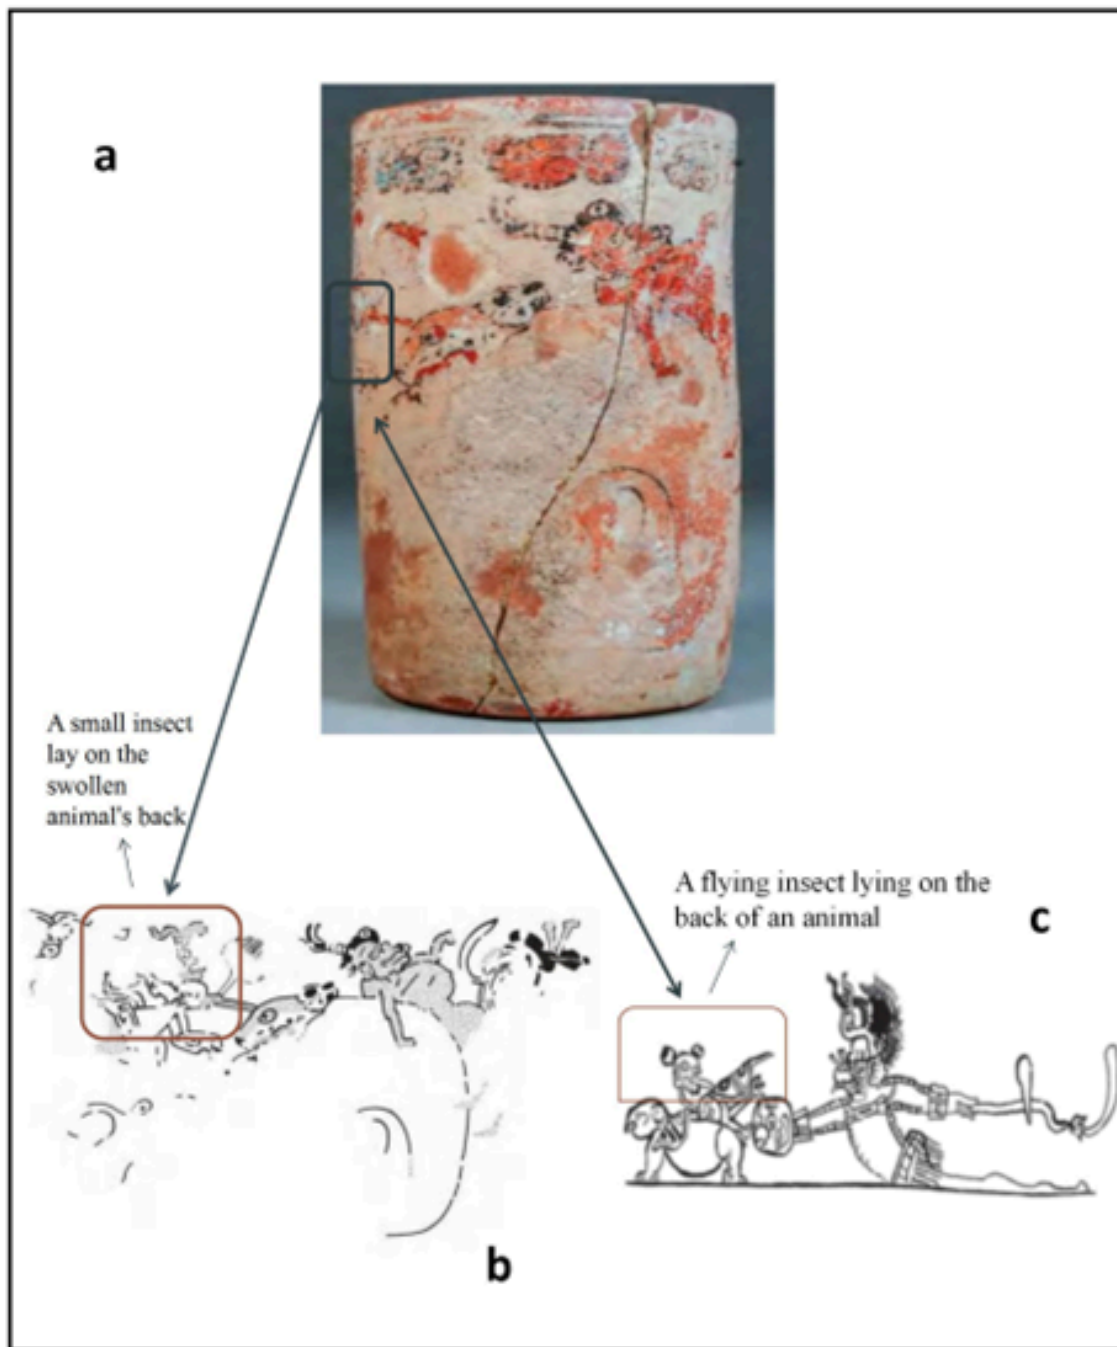 a
A small insect
lay on the
swollen
animal's back
A flying insect lying on the
back of an animal
c
b